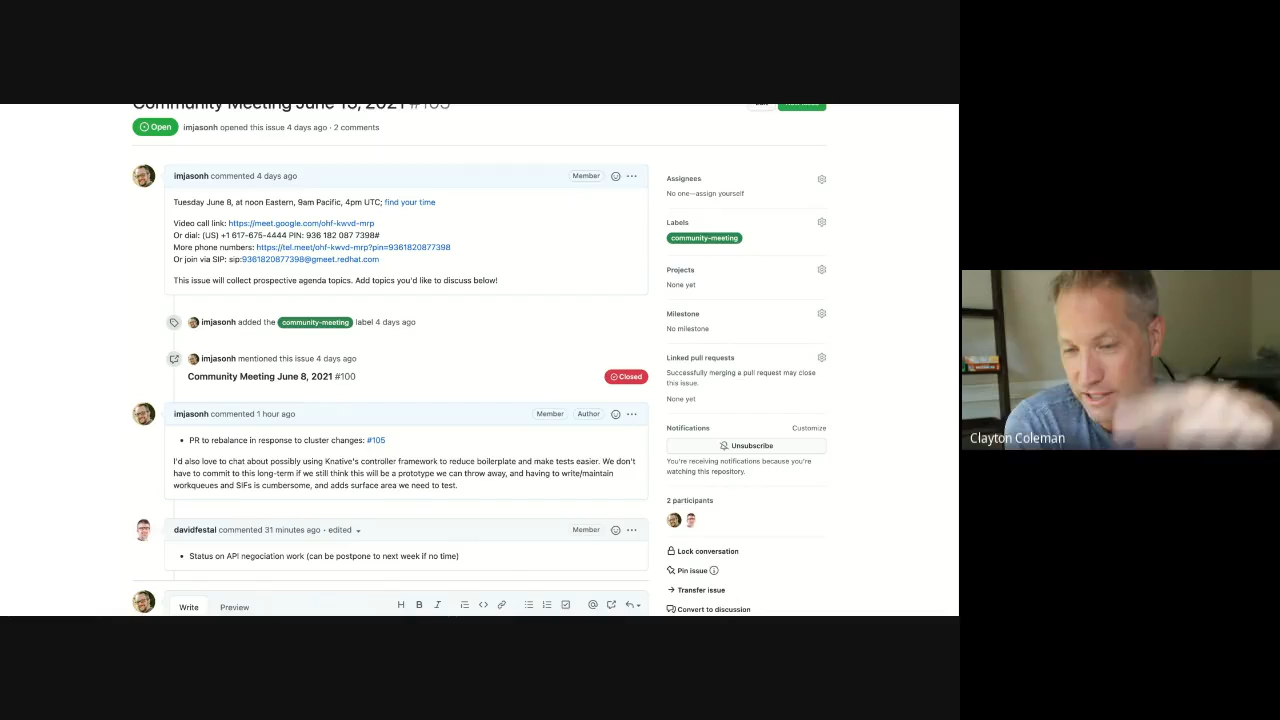 Community Meeting June 15, 2021 #103
Open
imjasonh opened this issue 4 days ago · 2 comments
imjasonh commented 4 days ago
Member
Tuesday June 8, at noon Eastern, 9am Pacific, 4pm UTC; find your time
Video call link: https://meet.google.com/ohf-kwvd-mrp
Or dial: (US) +1 617-675-4444 PIN: 936 182 087 7398#
More phone numbers: https://tel.meet/ohf-kwvd-mrp?pin=9361820877398
Or join via SIP: sip:9361820877398@gmeet.redhat.com
This issue will collect prospective agenda topics. Add topics you'd like to discuss below!
imjasonh added the community-meeting label 4 days ago
imjasonh mentioned this issue 4 days ago
Community Meeting June 8, 2021 #100
Closed
imjasonh commented 1 hour ago
Member
Author
• PR to rebalance in response to cluster changes: #105
I'd also love to chat about possibly using Knative's controller framework to reduce boilerplate and make tests easier. We don't
have to commit to this long-term if we still think this will be a prototype we can throw away, and having to write/maintain
workqueues and SIFs is cumbersome, and adds surface area we need to test.
davidfestal commented 31 minutes ago · edited
Member
• Status on API negociation work (can be postpone to next week if no time)
Write
Preview
Assignees
No one—assign yourself
Labels
community-meeting
Projects
None yet
Milestone
No milestone
Linked pull requests
Successfully merging a pull request may close
this issue.
None yet
Notifications
Customize
Unsubscribe
You're receiving notifications because you're
watching this repository.
2 participants
Lock conversation
Pin issue
Transfer issue
Convert to discussion
Clayton Coleman